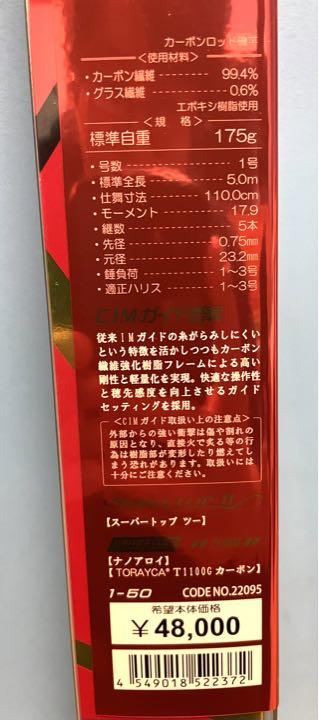 カーボンロッド
＜使用材料＞
・カーボン繊維 99.4%
・グラス繊維 0.6%
エポキシ樹脂使用
＜規　格＞
標準自重 175g
・号数 1号
・標準全長 5.0m
・仕舞寸法 110.0cm
・モーメント 17.9
・継数 5本
・先径 0.75mm
・元径 23.2mm
・錘負荷 1〜3号
・適正ハリス 1〜3号
CIMガイド
従来IMガイドの糸がらみしにくい
という特徴を活かしつつもカーボン
繊維強化樹脂フレームによる高い
剛性と軽量化を実現。快適な操作性
と穂先感度を向上させるガイド
セッティングを採用。
＜CIMガイド取扱い上の注意点＞
外部からの強い衝撃は傷や割れの
原因となり、直接火で炙る等の行
為は樹脂部が変形したり燃えてし
まう恐れがあります。取扱いには
十分にご注意ください。
【スーパートップ ツー】
【ナノアロイ】
【TORAYCA® T1100G カーボン】
1-50 CODE NO.22095
希望本体価格
￥48,000
4 549018 522372